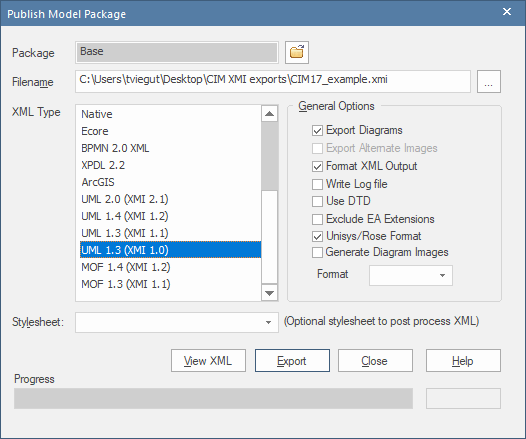 Publish Model Package
Package
Base
Filename
C:\Users\tviegut\Desktop\CIM XMI exports\CIM17_example.xmi
...
XML Type
Native
Ecore
BPMN 2.0 XML
XPDL 2.2
ArcGIS
UML 2.0 (XMI 2.1)
UML 1.4 (XMI 1.2)
UML 1.3 (XMI 1.1)
UML 1.3 (XMI 1.0)
MOF 1.4 (XMI 1.2)
MOF 1.3 (XMI 1.1)
General Options
Export Diagrams
Export Alternate Images
Format XML Output
Write Log file
Use DTD
Exclude EA Extensions
Unisys/Rose Format
Generate Diagram Images
Format
Stylesheet:
(Optional stylesheet to post process XML)
View XML
Export
Close
Help
Progress